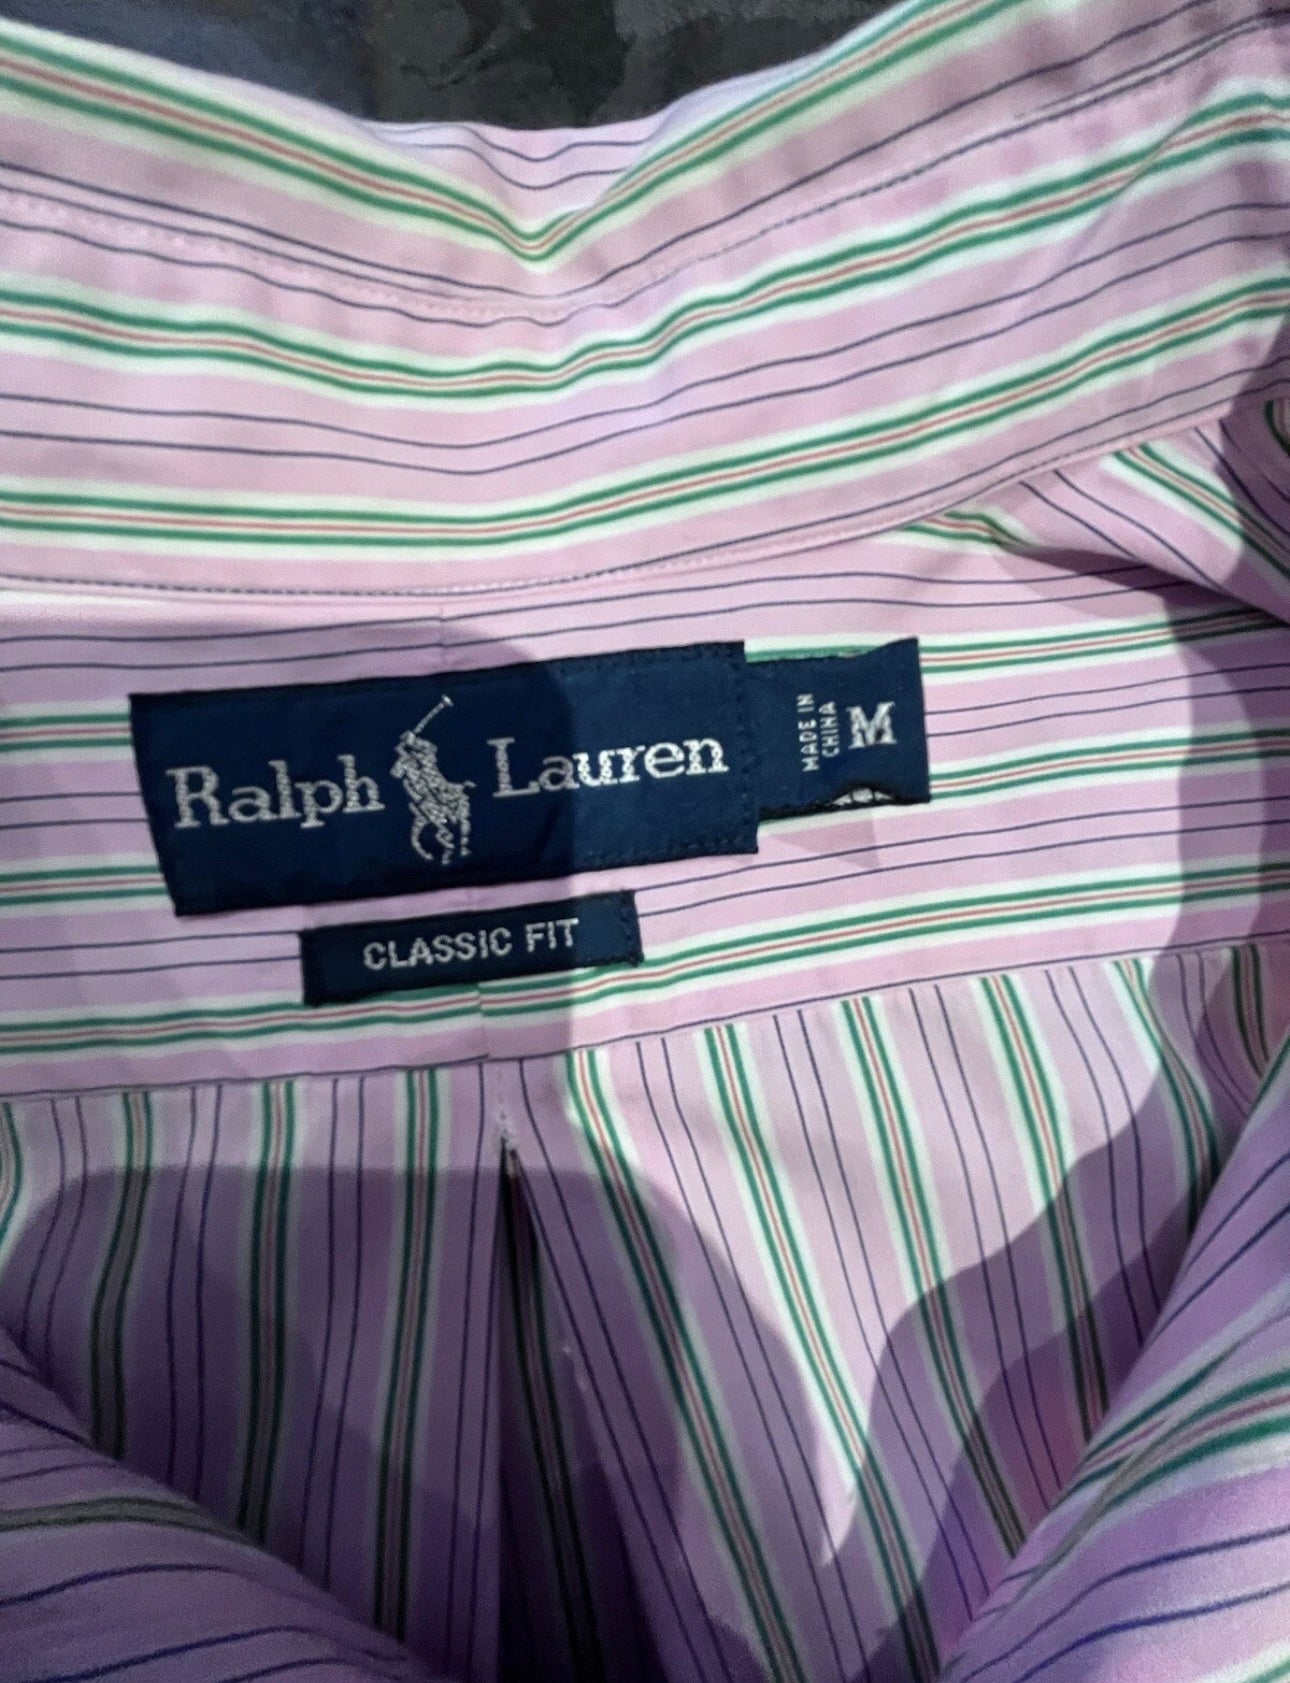 Ralph Lauren
MADE IN
CHINA
M
CLASSIC FIT